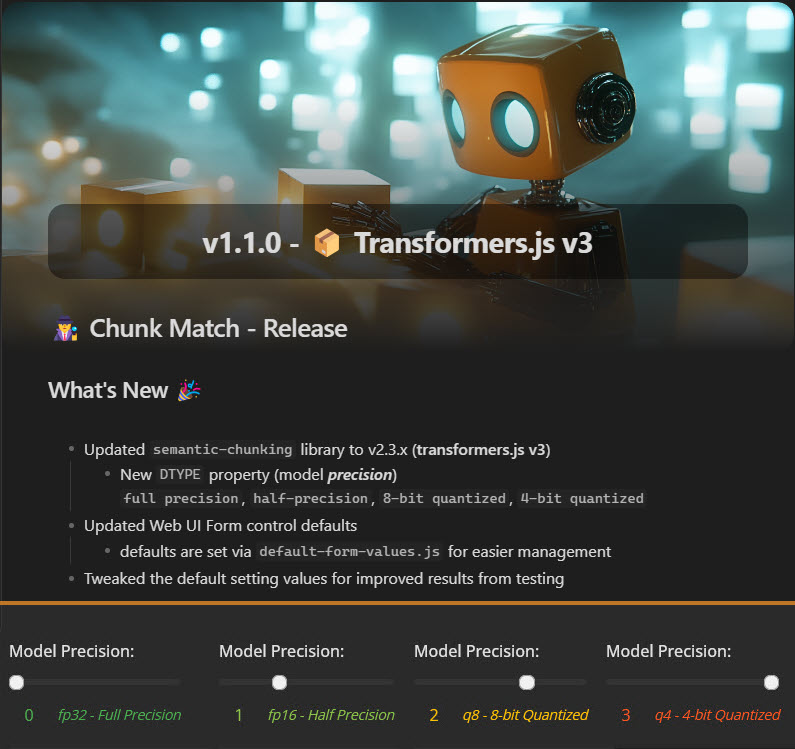 v1.1.0 - 📦 Transformers.js v3
🕵️‍♀️ Chunk Match - Release
What's New 🎉
Updated semantic-chunking library to v2.3.x (transformers.js v3)
New DTYPE property (model precision)
full precision, half-precision, 8-bit quantized, 4-bit quantized
Updated Web UI Form control defaults
defaults are set via default-form-values.js for easier management
Tweaked the default setting values for improved results from testing
Model Precision: Model Precision: Model Precision: Model Precision:
0 fp32 - Full Precision 1 fp16 - Half Precision 2 q8 - 8-bit Quantized 3 q4 - 4-bit Quantized